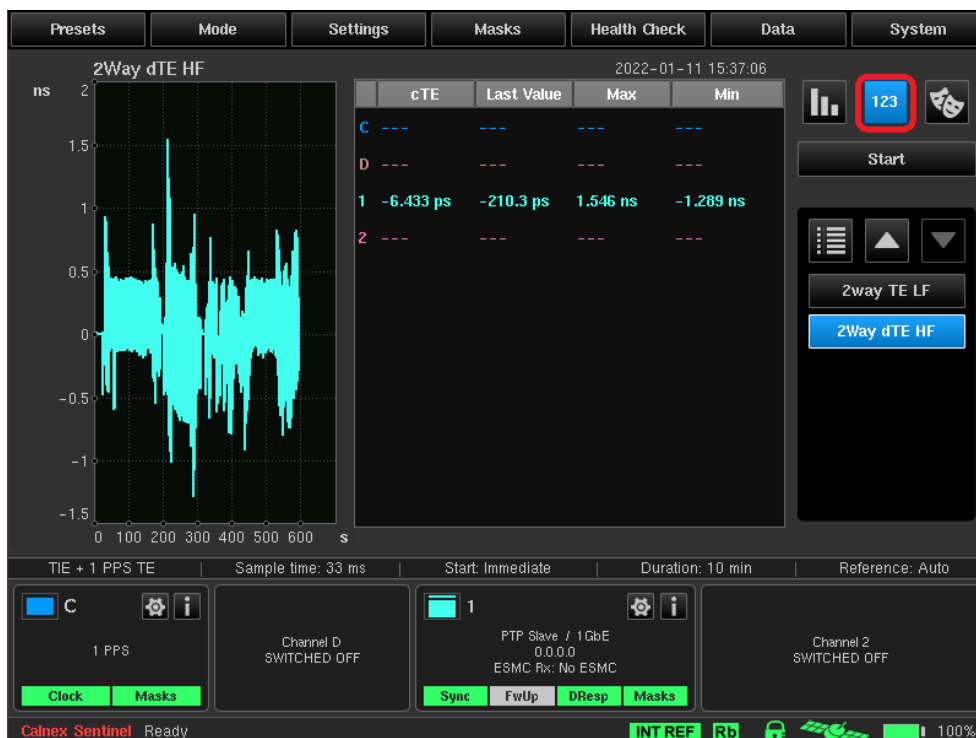 Presets Mode Settings Masks Health Check Data System
2Way dTE HF
2022-01-11 15:37:06
ns
2
1.5
1
0.5
0
-0.5
-1
-1.5
0 100 200 300 400 500 600 s
cTE Last Value Max Min
C --- --- --- ---
D --- --- --- ---
1 -6.433 ps -210.3 ps 1.546 ns -1.289 ns
2 --- --- --- ---
123
Start
2way TE LF
2Way dTE HF
TIE + 1 PPS TE | Sample time: 33 ms | Start: Immediate | Duration: 10 min | Reference: Auto
C i
1 PPS
Clock Masks
Channel D
SWITCHED OFF
1 i
PTP Slave / 1GbE
0.0.0.0
ESMC Rx: No ESMC
Sync FwUp DResp Masks
Channel 2
SWITCHED OFF
Calnex Sentinel Ready INT REF Rb 100%